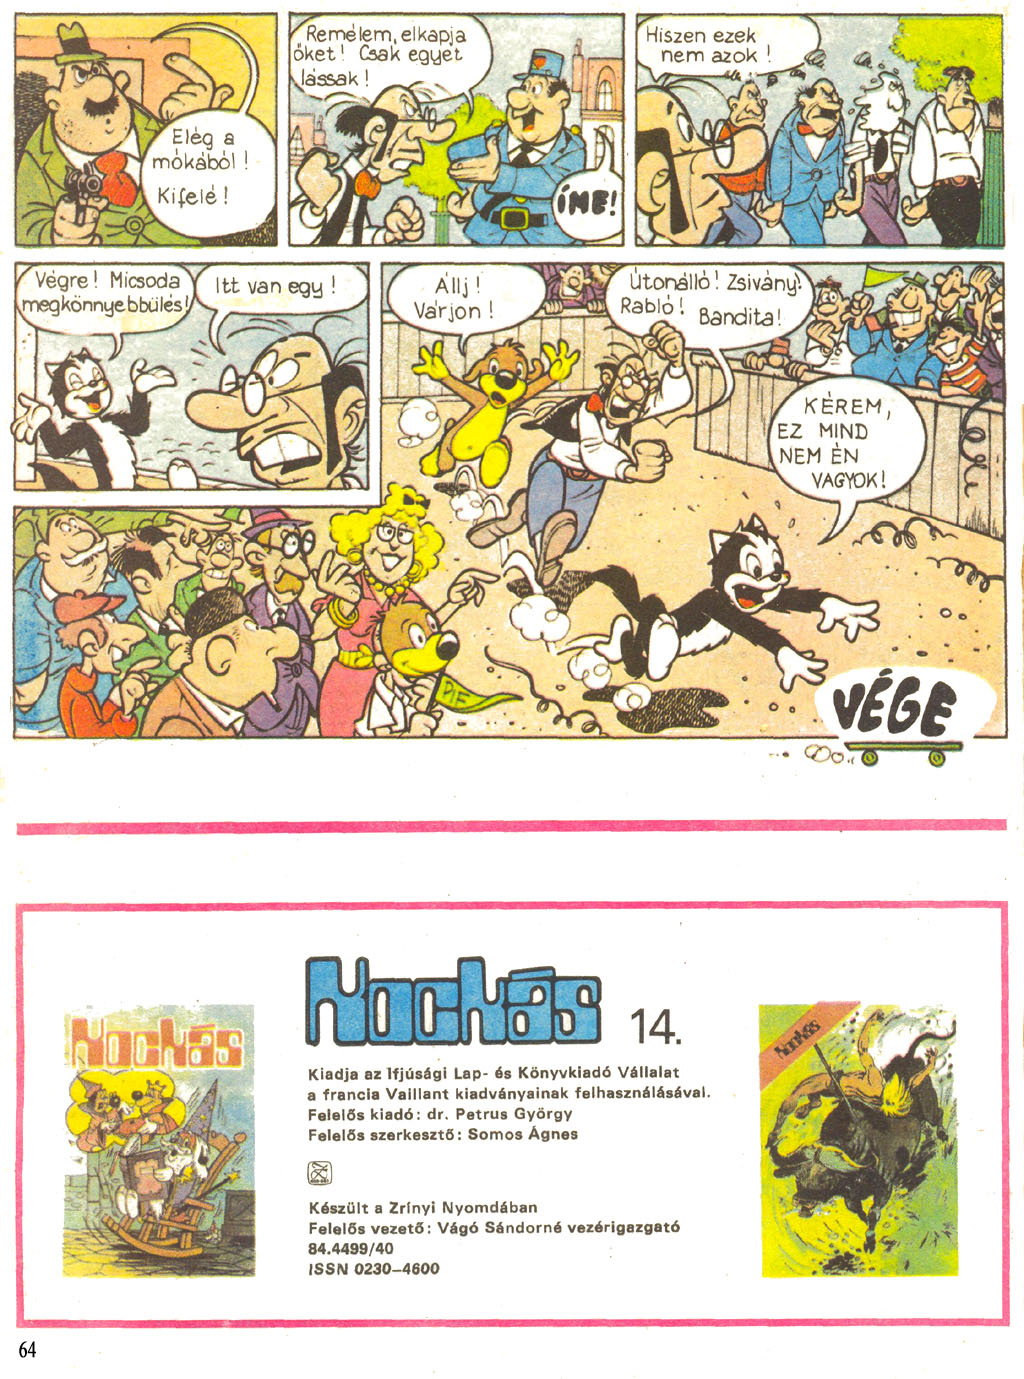 Elég a
mókából!
Kifelé!
Remélem, elkapja
őket! Csak egyet
lássak!
ÍME!
Hiszen ezek
nem azok!
Végre! Micsoda
megkönnyebbülés!
Itt van egy!
Állj!
Várjon!
Útonálló! Zsivány!
Rabló! Bandita!
KÉREM,
EZ MIND
NEM ÉN
VAGYOK!
PIF
VÉGE
Kockás
Kockás
14.
Kockás
Kiadja az Ifjúsági Lap- és Könyvkiadó Vállalat
a francia Vaillant kiadványainak felhasználásával.
Felelős kiadó: dr. Petrus György
Felelős szerkesztő: Somos Ágnes
Készült a Zrínyi Nyomdában
Felelős vezető: Vágó Sándorné vezérigazgató
84.4499/40
ISSN 0230–4600
64